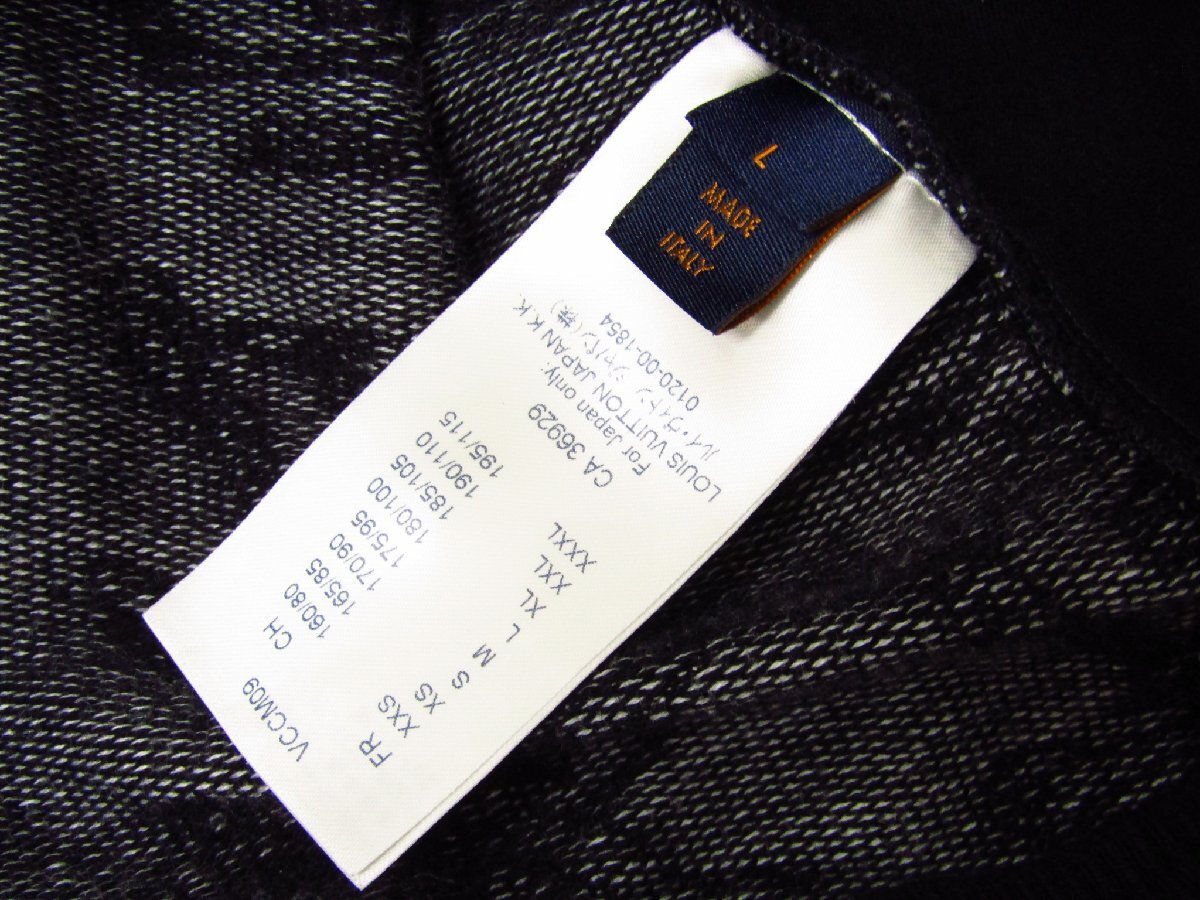 L
MADE
IN
ITALY
VCCM09
FR CH
XXS 160/80
XS 165/85
S 170/90
M 175/95
L 180/100
XL 185/105
XXL 190/110
XXXL 195/115
CA 36929
For Japan only:
LOUIS VUITTON JAPAN K.K.
ルイ・ヴィトン ジャパン(株)
0120-00-1854